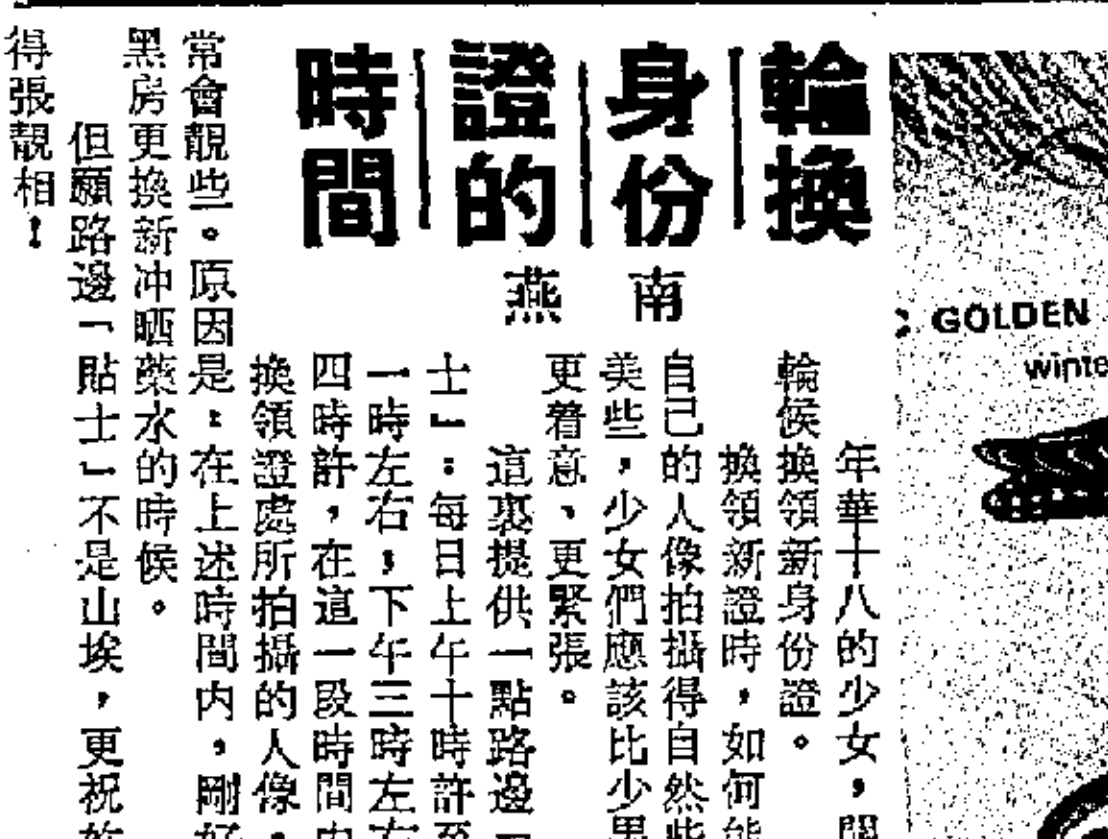 輪換
身份
證的
時間
南燕
年華十八的少女，
輪候換領新身份證。
換領新證時，如何能
自己的人像拍攝得自然些
美些，少女們應該比少男
更着意、更緊張。
這裏提供一點路邊「
士」：每日上午十時許至
一時左右，下午三時左右
四時許，在這一段時間內
換領證處所拍攝的人像，
常會靚些。原因是：在上述時間内，剛好
黑房更換新冲晒藥水的時候。
但願路邊「貼士」不是山埃，更祝
得張靚相！
GOLDEN
winte